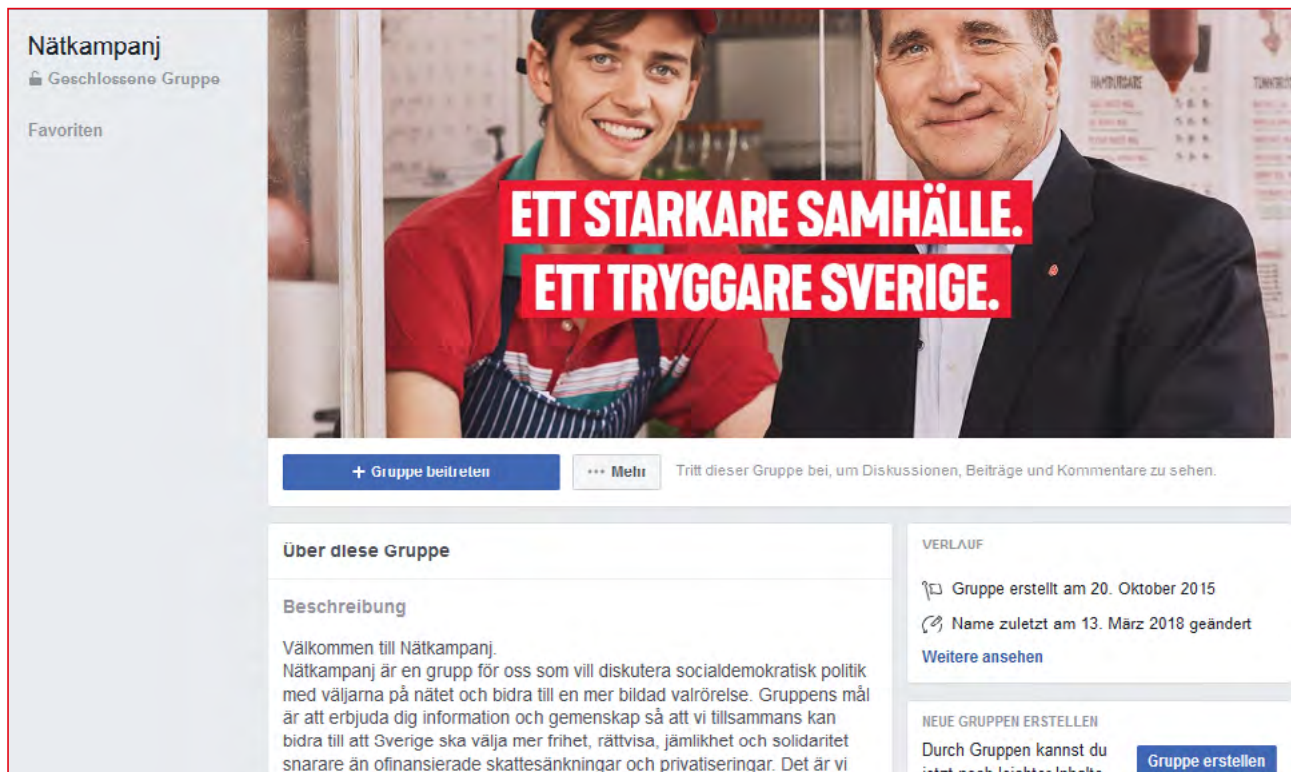 Nätkampanj
Geschlossene Gruppe
Favoriten
HAMBURGARE
ETT STARKARE SAMHÄLLE.
ETT TRYGGARE SVERIGE.
+ Gruppe beitreten
··· Mehr
Tritt dieser Gruppe bei, um Diskussionen, Beiträge und Kommentare zu sehen.
Über diese Gruppe
Beschreibung
Välkommen till Nätkampanj.
Nätkampanj är en grupp för oss som vill diskutera socialdemokratisk politik
med väljarna på nätet och bidra till en mer bildad valrörelse. Gruppens mål
är att erbjuda dig information och gemenskap så att vi tillsammans kan
bidra till att Sverige ska välja mer frihet, rättvisa, jämlikhet och solidaritet
snarare än ofinansierade skattesänkningar och privatiseringar. Det är vi
VERLAUF
Gruppe erstellt am 20. Oktober 2015
Name zuletzt am 13. März 2018 geändert
Weitere ansehen
NEUE GRUPPEN ERSTELLEN
Durch Gruppen kannst du
jetzt noch leichter Inhalte
Gruppe erstellen